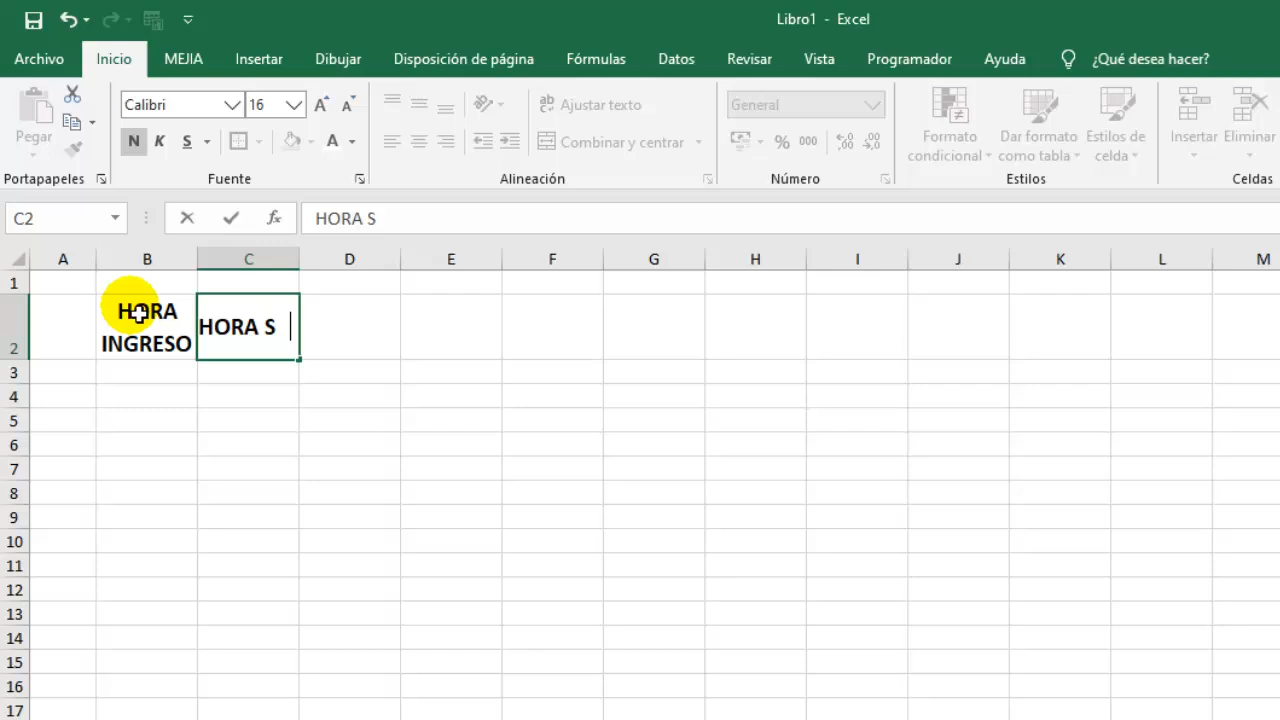 Libro1 - Excel
Archivo Inicio MEJIA Insertar Dibujar Disposición de página Fórmulas Datos Revisar Vista Programador Ayuda ¿Qué desea hacer?
Pegar
Calibri 16
N K S A
ab Ajustar texto
Combinar y centrar
General
% 000
Formato condicional
Dar formato como tabla
Estilos de celda
Insertar
Eliminar
Portapapeles Fuente Alineación Número Estilos Celdas
C2 fx HORA S
A B C D E F G H I J K L M
1
2
HORA
INGRESO
HORA S
3
4
5
6
7
8
9
10
11
12
13
14
15
16
17